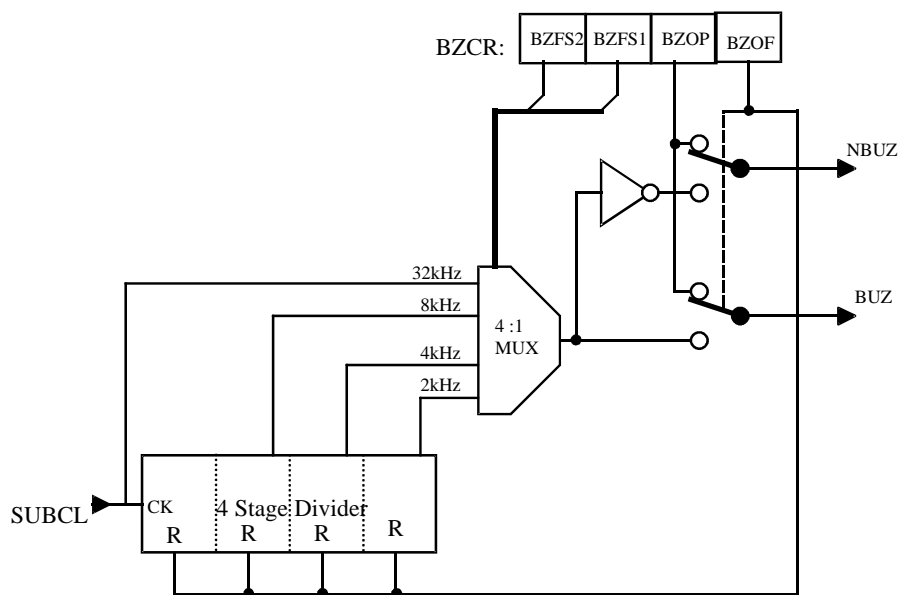 BZCR:
BZFS2 BZFS1 BZOP BZOF
NBUZ
32kHz
8kHz
BUZ
4 :1
MUX
4kHz
2kHz
SUBCL
CK
4 Stage Divider
R R R R